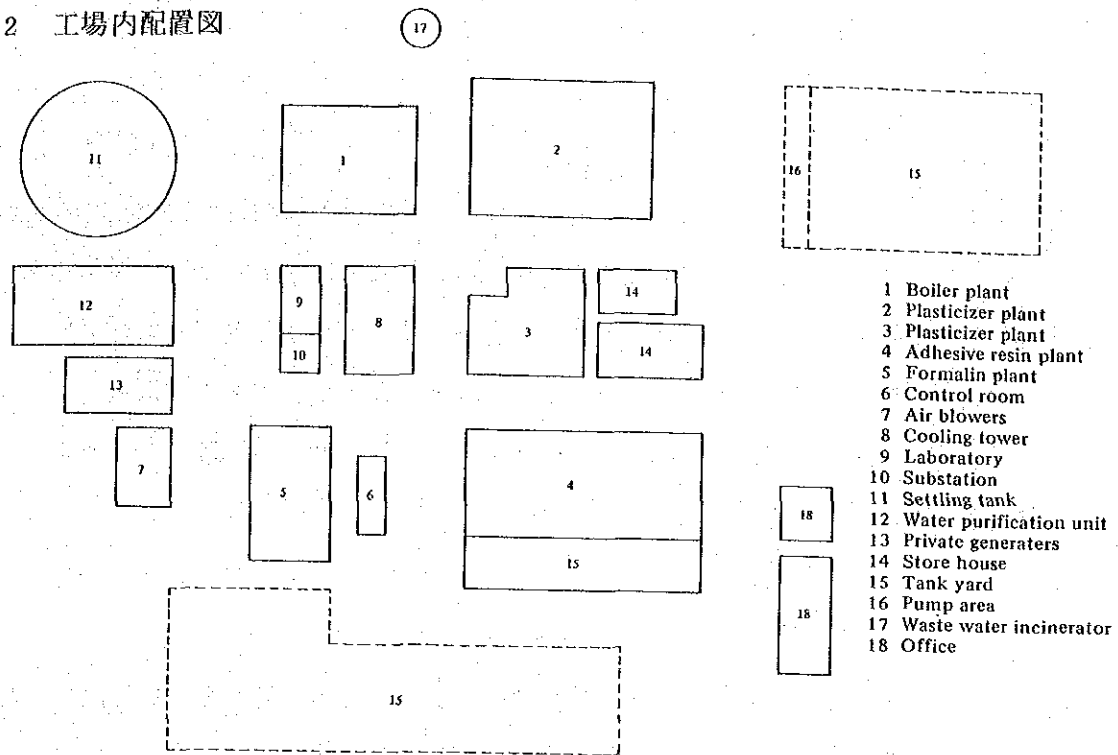 2 工場内配置図
17
11
1
2
16
15
12
9
8
3
14
10
14
13
7
5
6
4
15
18
18
15
1 Boiler plant
2 Plasticizer plant
3 Plasticizer plant
4 Adhesive resin plant
5 Formalin plant
6 Control room
7 Air blowers
8 Cooling tower
9 Laboratory
10 Substation
11 Settling tank
12 Water purification unit
13 Private generaters
14 Store house
15 Tank yard
16 Pump area
17 Waste water incinerator
18 Office